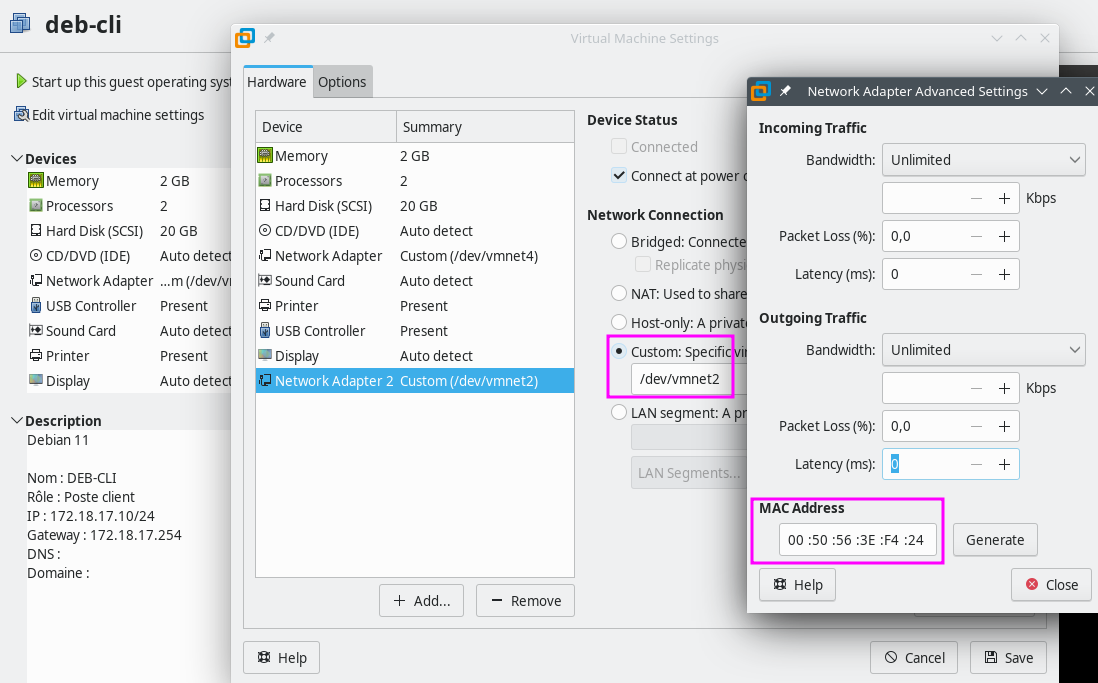 deb-cli
Start up this guest operating syst
Edit virtual machine settings
Devices
Memory 2 GB
Processors 2
Hard Disk (SCSI) 20 GB
CD/DVD (IDE) Auto detect
Network Adapter ...m (/dev/vn
USB Controller Present
Sound Card Auto detect
Printer Present
Display Auto detect
Description
Debian 11
Nom : DEB-CLI
Rôle : Poste client
IP : 172.18.17.10/24
Gateway : 172.18.17.254
DNS :
Domaine :
Virtual Machine Settings
Hardware Options
Device Summary
Memory 2 GB
Processors 2
Hard Disk (SCSI) 20 GB
CD/DVD (IDE) Auto detect
Network Adapter Custom (/dev/vmnet4)
Sound Card Auto detect
Printer Present
USB Controller Present
Display Auto detect
Network Adapter 2 Custom (/dev/vmnet2)
Add... Remove
Device Status
Connected
Connect at power o
Network Connection
Bridged: Connecte
Replicate physi
NAT: Used to share
Host-only: A private
Custom: Specific vir
/dev/vmnet2
LAN segment: A pr
LAN Segments...
Help Cancel Save
Network Adapter Advanced Settings
Incoming Traffic
Bandwidth: Unlimited
Kbps
Packet Loss (%): 0,0
Latency (ms): 0
Outgoing Traffic
Bandwidth: Unlimited
Kbps
Packet Loss (%): 0,0
Latency (ms): 0
MAC Address
00 :50 :56 :3E :F4 :24 Generate
Help Close